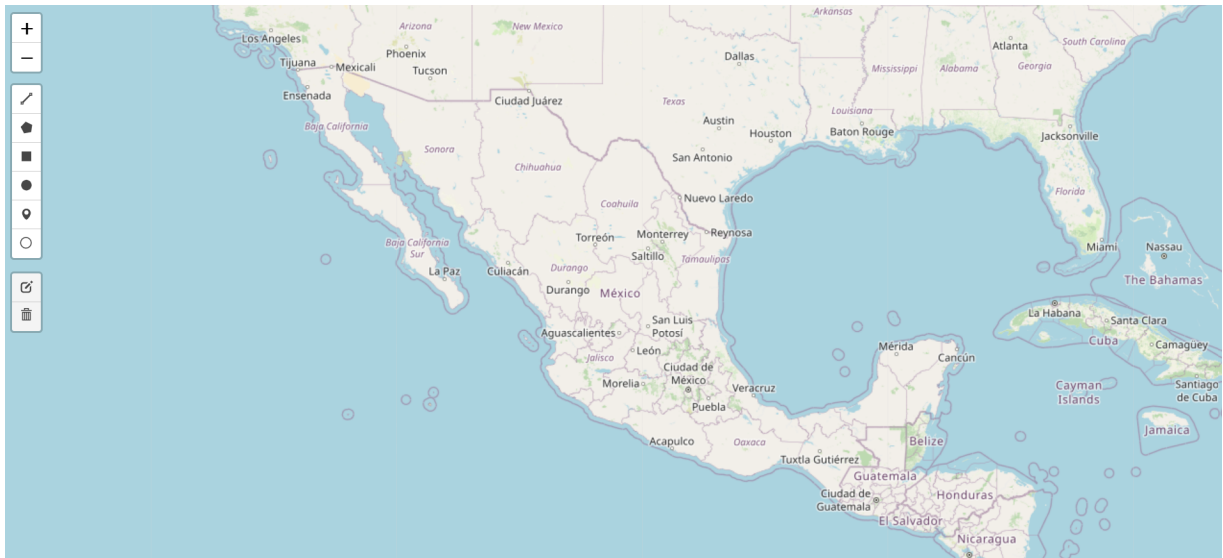 +
−
Arkansas
Arizona
New Mexico
South Carolina
Los Angeles
Atlanta
Phoenix
Dallas
Tijuana
Mexicali
Tucson
Mississippi
Alabama
Georgia
Ensenada
Ciudad Juárez
Texas
Louisiana
Baja California
Austin
Houston
Baton Rouge
Jacksonville
Sonora
San Antonio
Chihuahua
Florida
Coahuila
Nuevo Laredo
Torreón
Monterrey
Reynosa
Baja California
Sur
Miami
Nassau
Saltillo
Tamaulipas
La Paz
Culiacán
Durango
The Bahamas
Durango
México
La Habana
Santa Clara
San Luis
Potosí
Aguascalientes
Cuba
Camagüey
Mérida
Cancún
Jalisco
León
Ciudad de
México
Morelia
Veracruz
Cayman
Islands
Santiago
de Cuba
Puebla
Jamaica
Acapulco
Oaxaca
Belize
Tuxtla Gutiérrez
Guatemala
Ciudad de
Guatemala
Honduras
El Salvador
Nicaragua